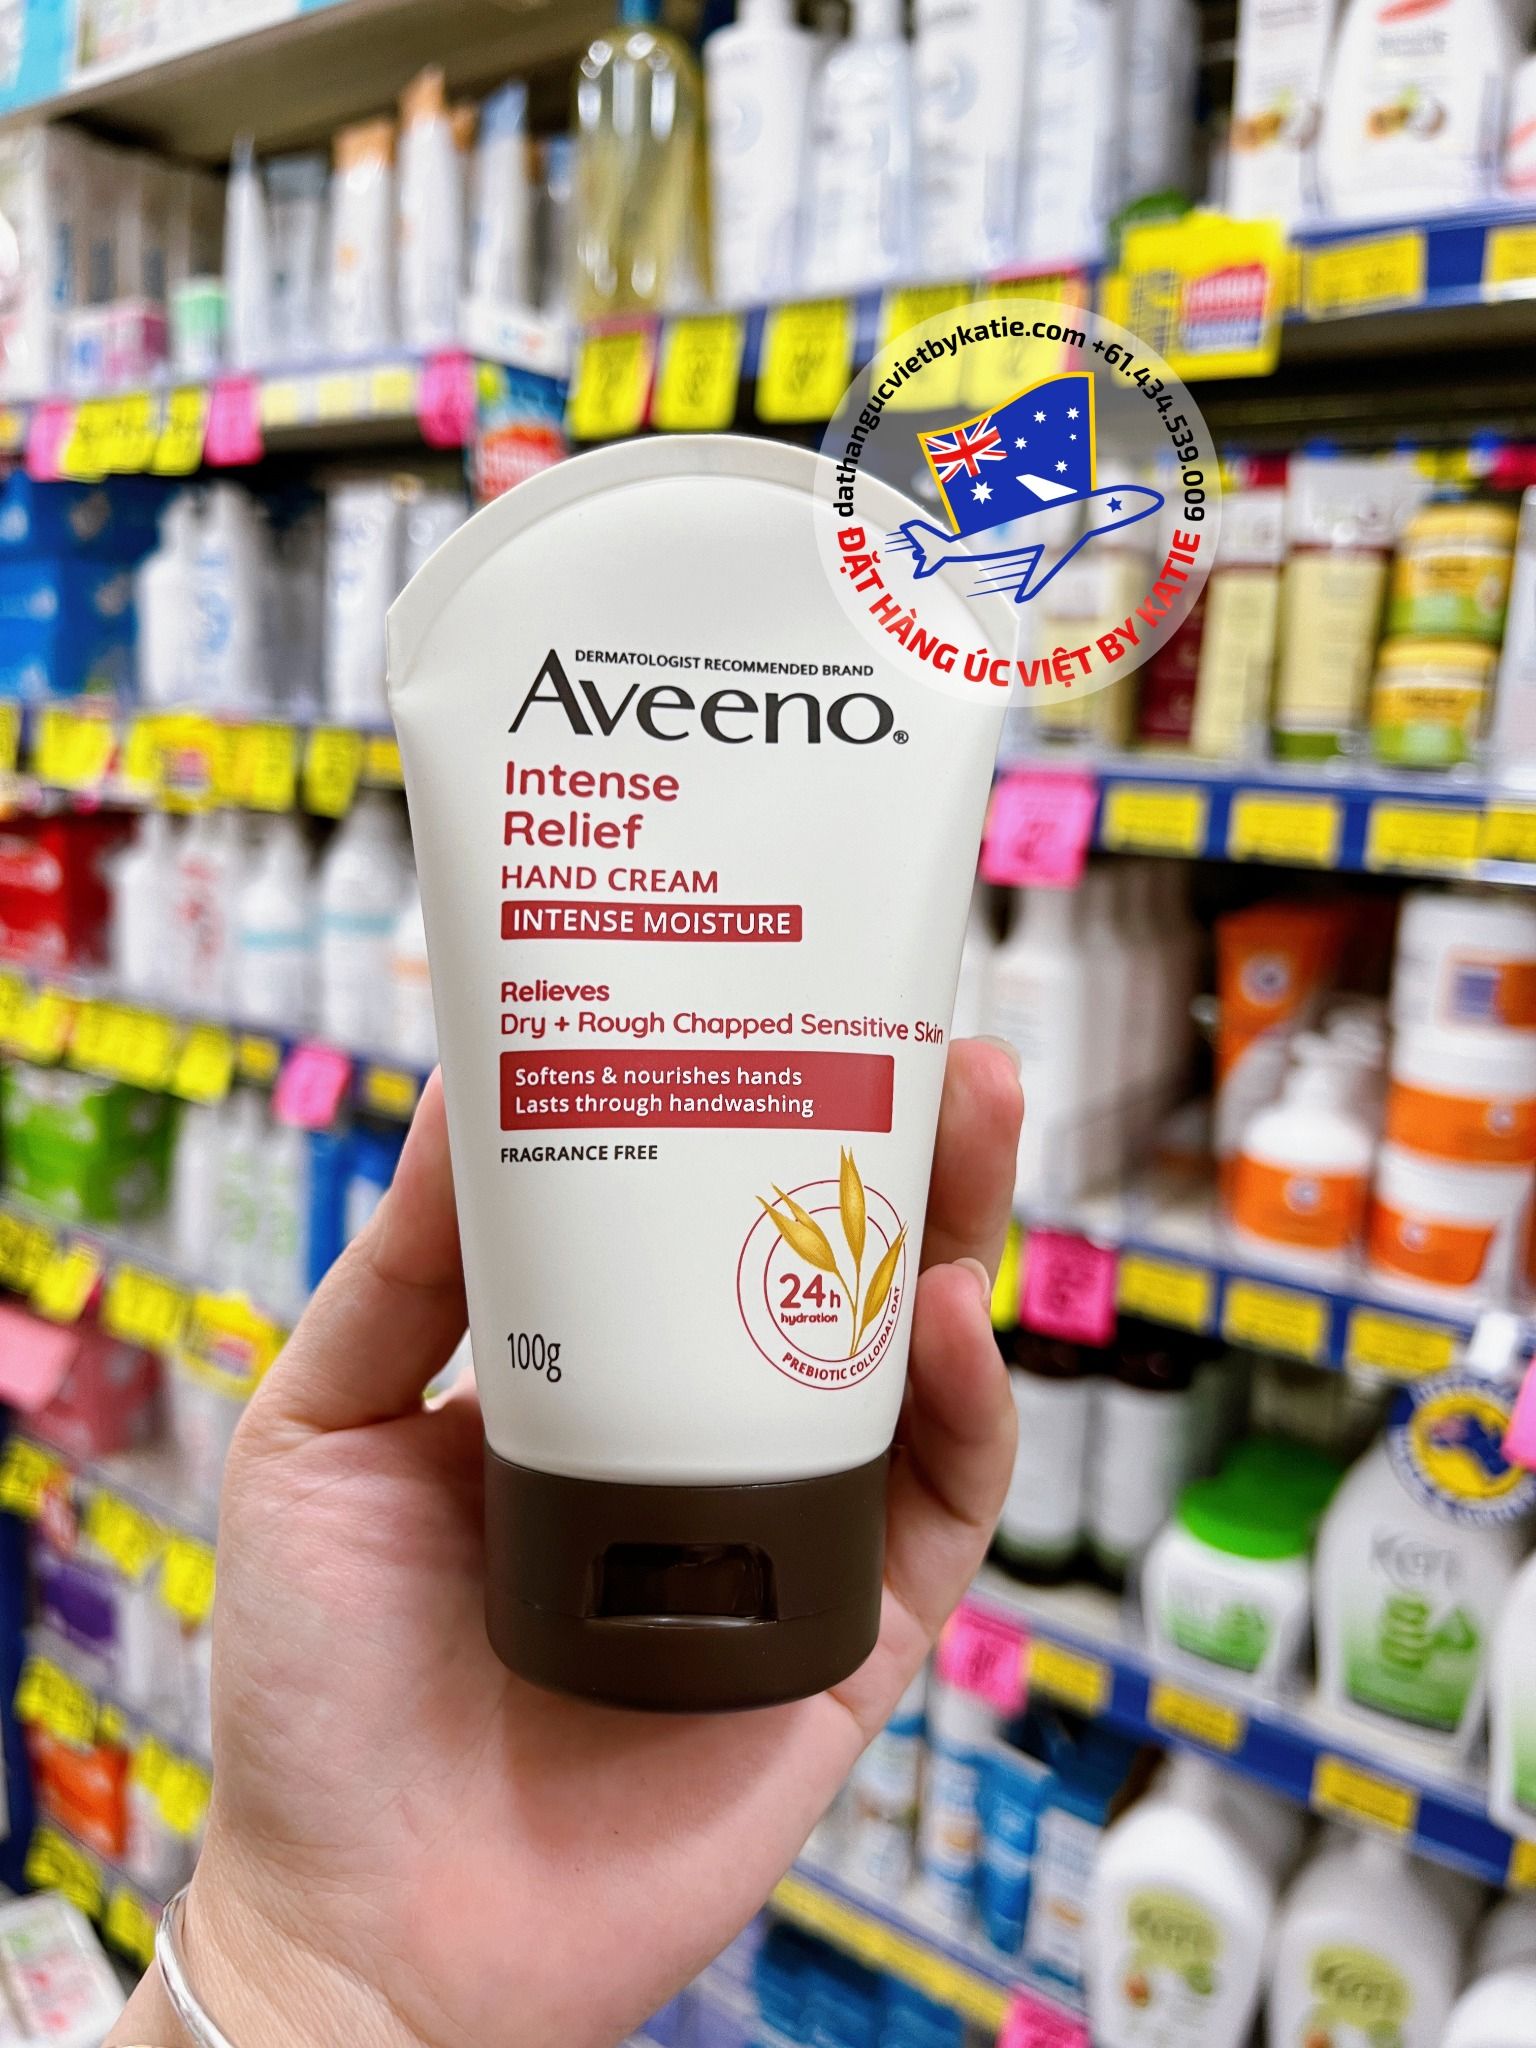 dathangucvietbykatie.com +61.434.539.009
ĐẶT HÀNG ÚC VIỆT BY KATIE
DERMATOLOGIST RECOMMENDED BRAND
Aveeno®
Intense
Relief
HAND CREAM
INTENSE MOISTURE
Relieves
Dry + Rough Chapped Sensitive Skin
Softens & nourishes hands
Lasts through handwashing
FRAGRANCE FREE
24h
hydration
PREBIOTIC COLLOIDAL OAT
100g